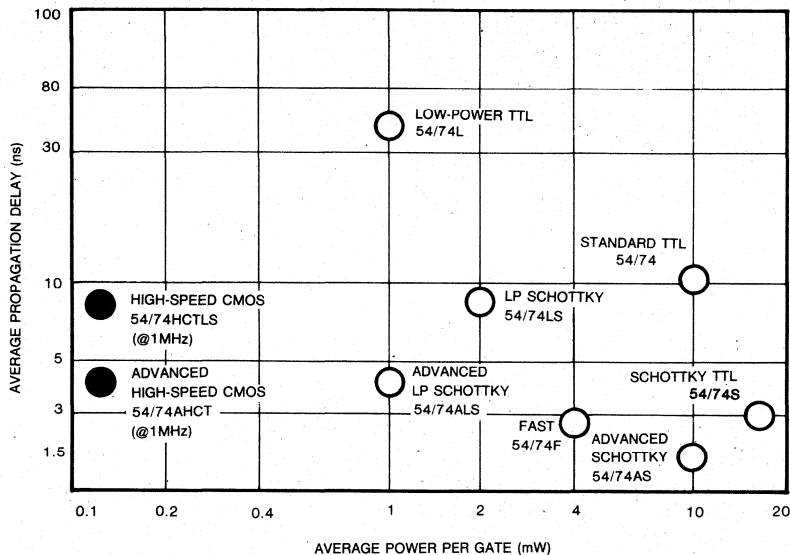 100
80
30
10
5
3
1.5
AVERAGE PROPAGATION DELAY (ns)
LOW-POWER TTL
54/74L
STANDARD TTL
54/74
HIGH-SPEED CMOS
54/74HCTLS
(@1MHz)
LP SCHOTTKY
54/74LS
ADVANCED
HIGH-SPEED CMOS
54/74AHCT
(@1MHz)
ADVANCED
LP SCHOTTKY
54/74ALS
SCHOTTKY TTL
54/74S
FAST
54/74F
ADVANCED
SCHOTTKY
54/74AS
0.1
0.2
0.4
1
2
4
10
20
AVERAGE POWER PER GATE (mW)